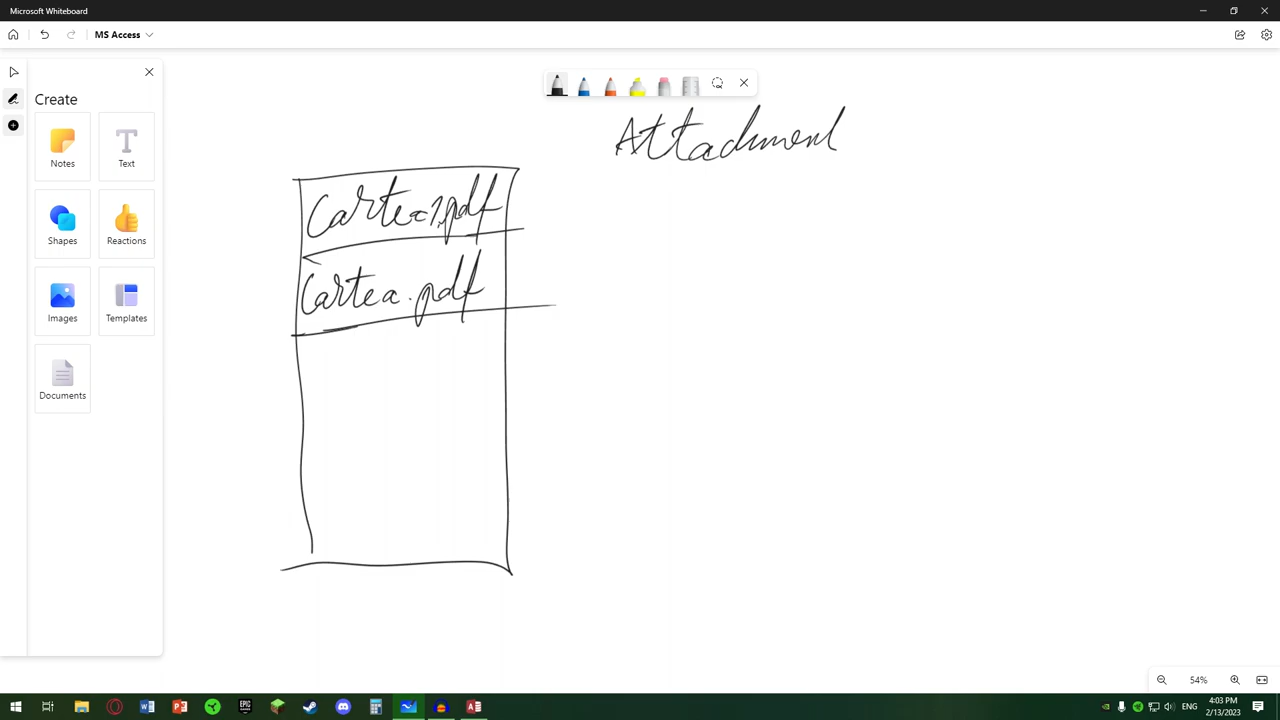 Microsoft Whiteboard
MS Access
Create
Notes
Text
Shapes
Reactions
Images
Templates
Documents
Attachment
Cartea1.pdf
Cartea.pdf
54%
ENG
4:03 PM
2/13/2023